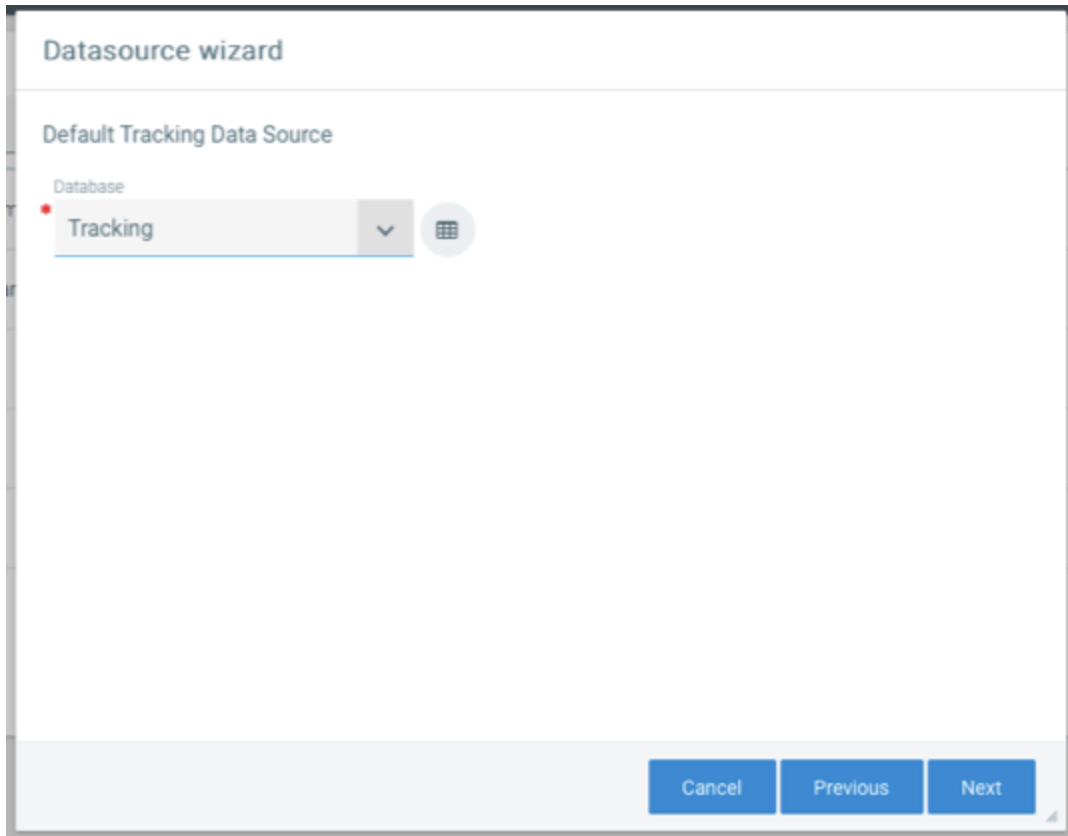 Datasource wizard
Default Tracking Data Source
Database
* Tracking
Cancel Previous Next